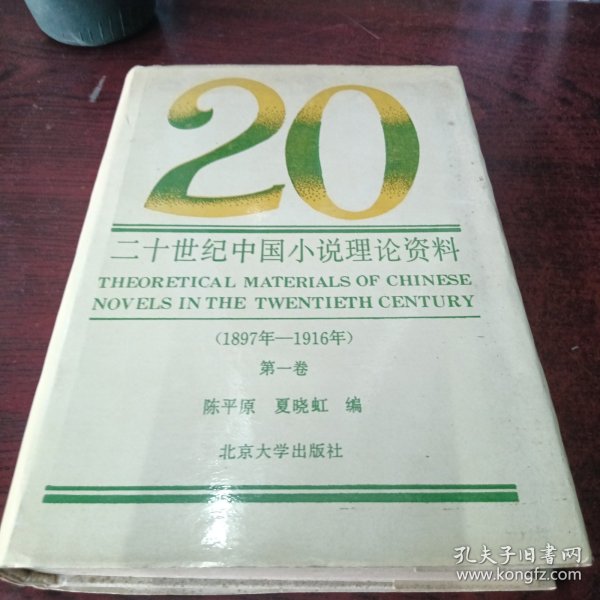 20
二十世纪中国小说理论资料
THEORETICAL MATERIALS OF CHINESE
NOVELS IN THE TWENTIETH CENTURY
(1897年—1916年)
第一卷
陈平原 夏晓虹 编
北京大学出版社
孔夫子旧书网
www.kongfz.com